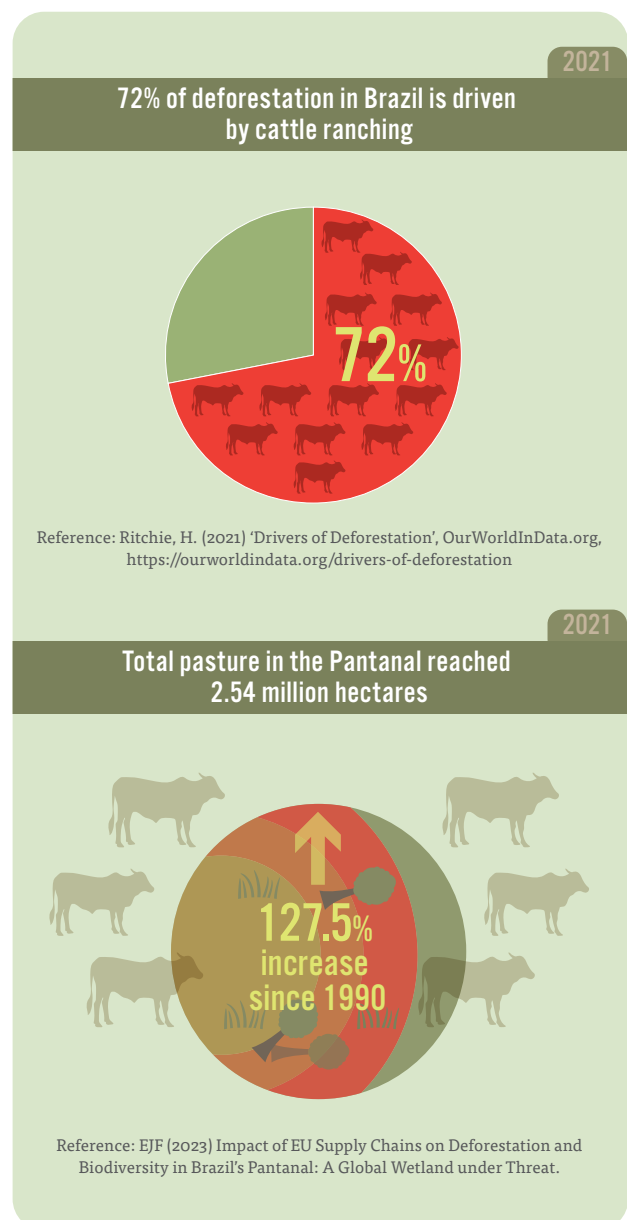 2021
72% of deforestation in Brazil is driven
by cattle ranching
72%
Reference: Ritchie, H. (2021) ‘Drivers of Deforestation’, OurWorldInData.org,
https://ourworldindata.org/drivers-of-deforestation
2021
Total pasture in the Pantanal reached
2.54 million hectares
127.5%
increase
since 1990
Reference: EJF (2023) Impact of EU Supply Chains on Deforestation and
Biodiversity in Brazil’s Pantanal: A Global Wetland under Threat.